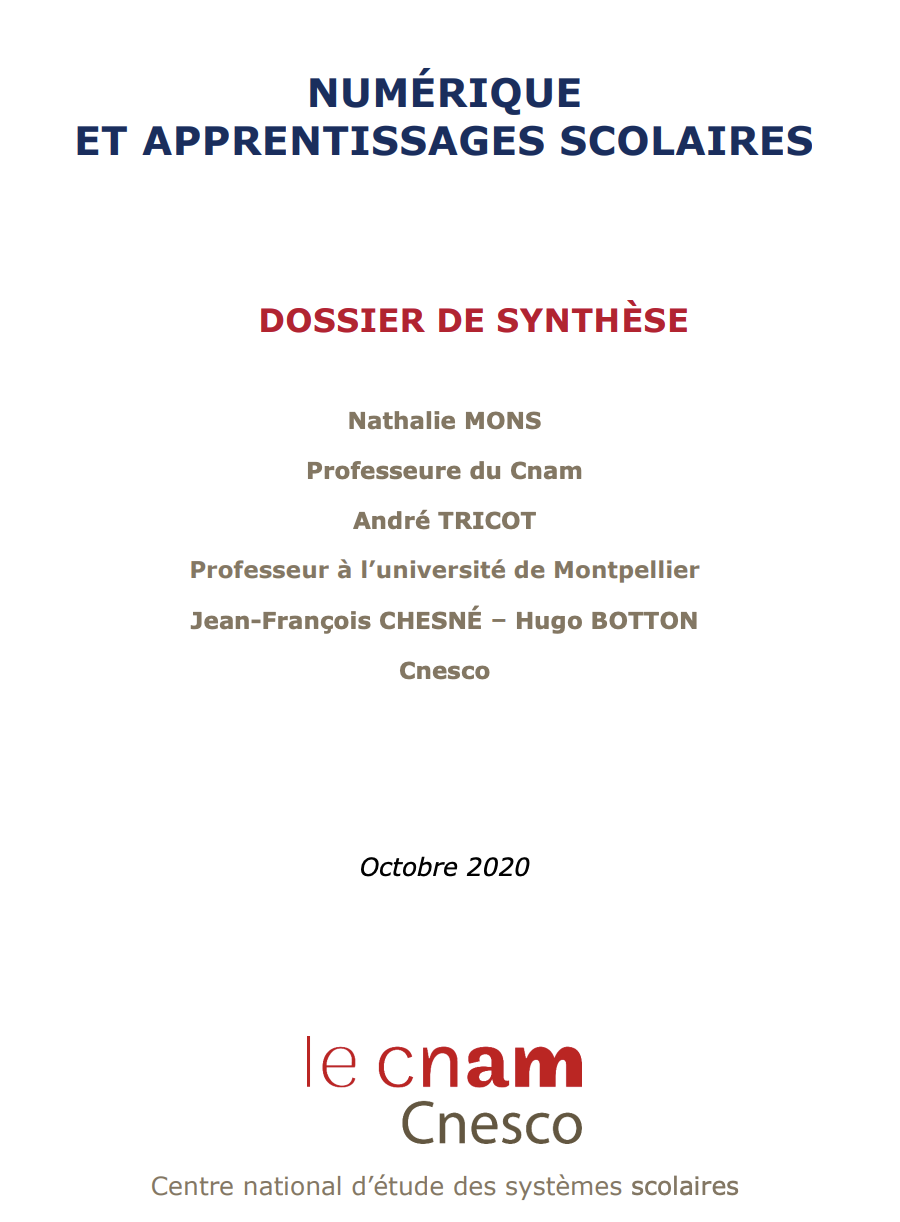 NUMÉRIQUE
ET APPRENTISSAGES SCOLAIRES
DOSSIER DE SYNTHÈSE
Nathalie MONS
Professeure du Cnam
André TRICOT
Professeur à l’université de Montpellier
Jean-François CHESNÉ – Hugo BOTTON
Cnesco
Octobre 2020
le cnam
Cnesco
Centre national d’étude des systèmes scolaires